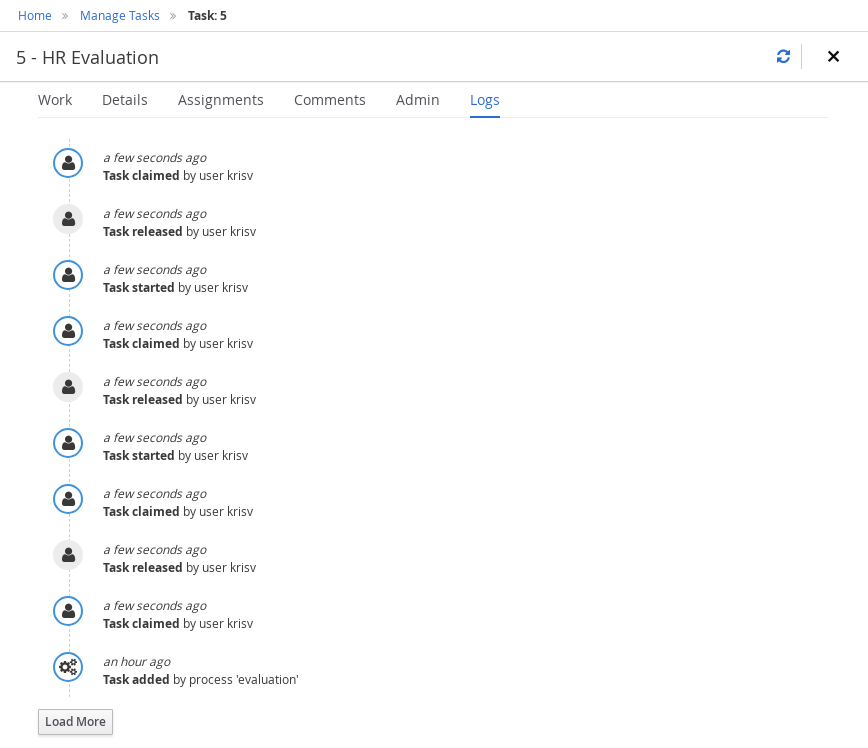 Home » Manage Tasks » Task: 5
5 - HR Evaluation
Work Details Assignments Comments Admin Logs
a few seconds ago
Task claimed by user krisv
a few seconds ago
Task released by user krisv
a few seconds ago
Task started by user krisv
a few seconds ago
Task claimed by user krisv
a few seconds ago
Task released by user krisv
a few seconds ago
Task started by user krisv
a few seconds ago
Task claimed by user krisv
a few seconds ago
Task released by user krisv
a few seconds ago
Task claimed by user krisv
an hour ago
Task added by process 'evaluation'
Load More